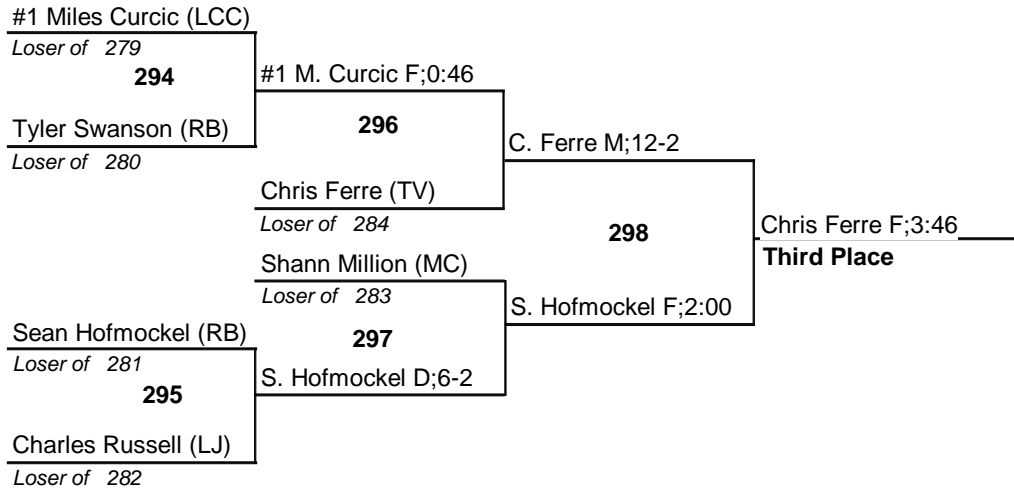 #1 Miles Curcic (LCC)
Loser of 279
294
#1 M. Curcic F;0:46
Tyler Swanson (RB)
Loser of 280
296
C. Ferre M;12-2
Chris Ferre (TV)
Loser of 284
298
Chris Ferre F;3:46
Third Place
Shann Million (MC)
Loser of 283
S. Hofmockel F;2:00
Sean Hofmockel (RB)
Loser of 281
297
295
S. Hofmockel D;6-2
Charles Russell (LJ)
Loser of 282